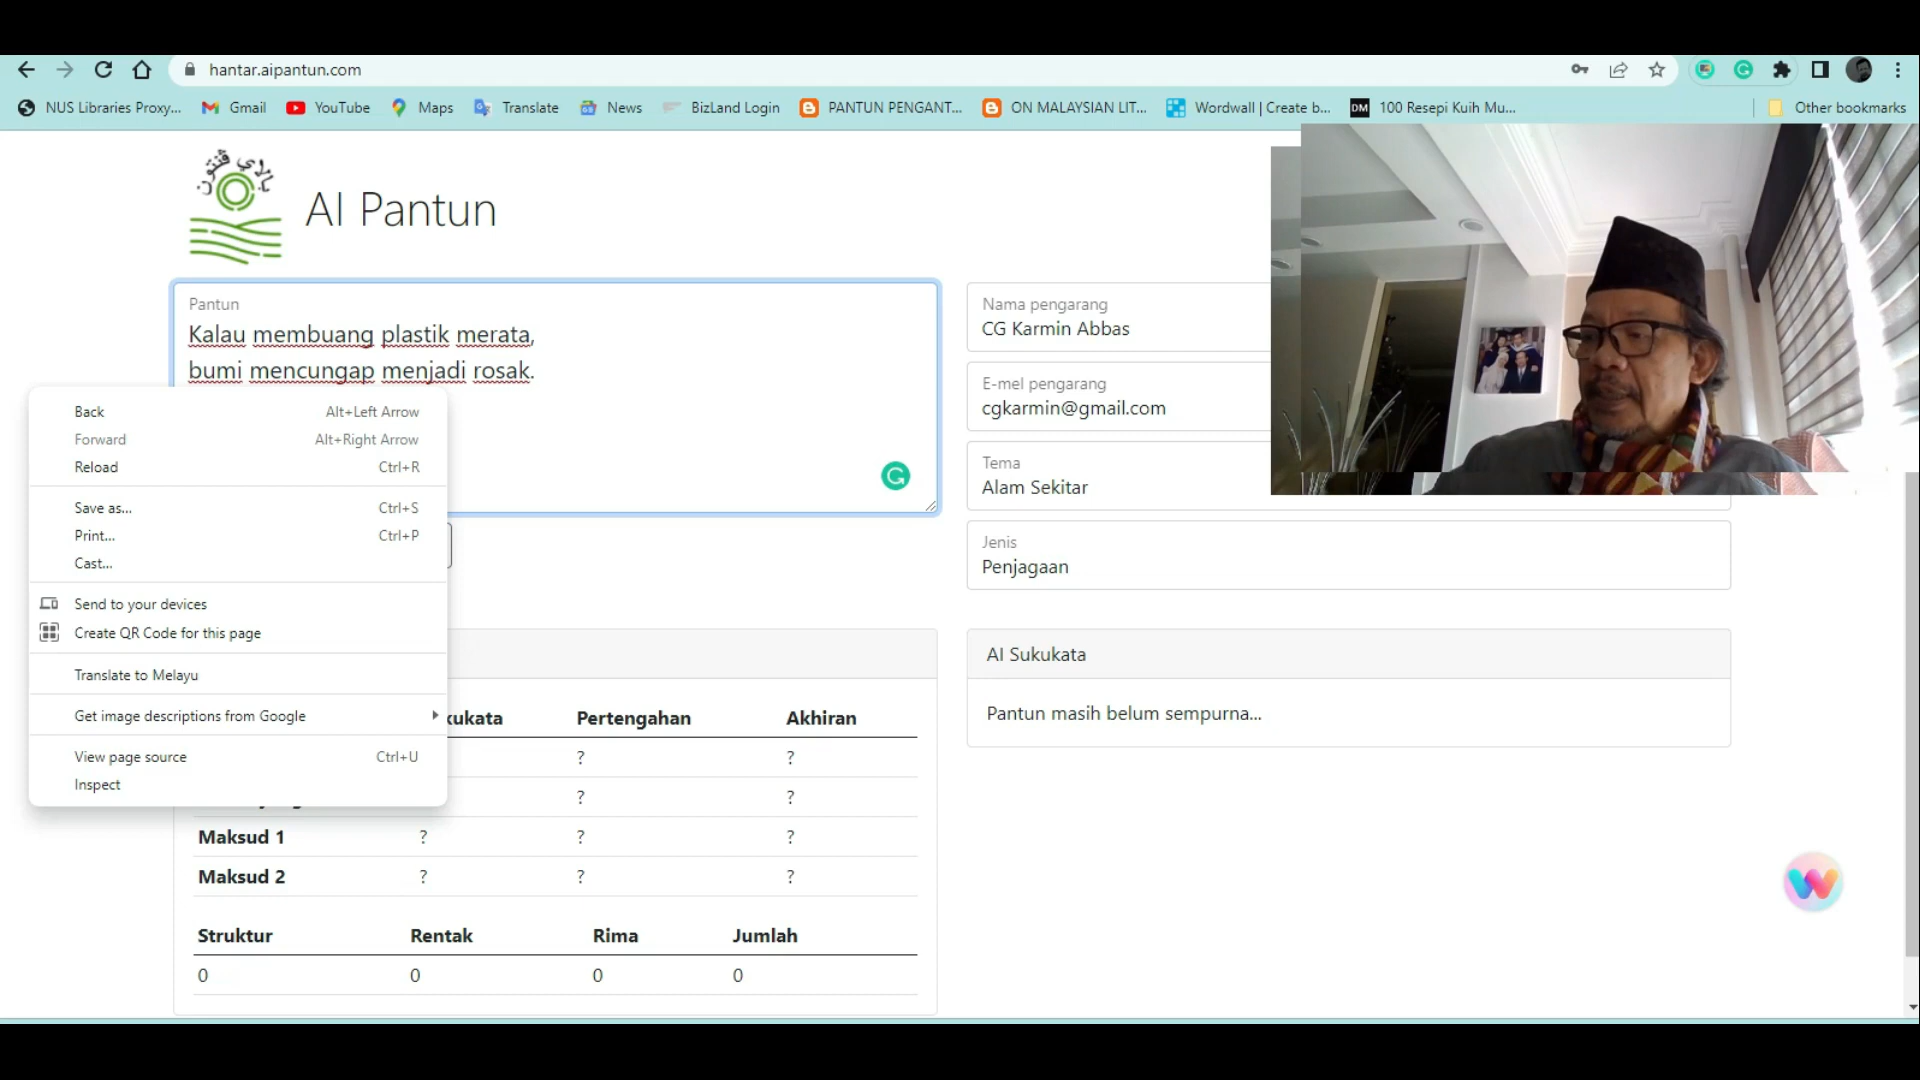 hantar.aipantun.com
NUS Libraries Proxy...
Gmail
YouTube
Maps
Translate
News
BizLand Login
PANTUN PENGANT...
ON MALAYSIAN LIT...
Wordwall | Create b...
DM
100 Resepi Kuih Mu...
Other bookmarks
بالاي ڤنتون
AI Pantun
Pantun
Kalau membuang plastik merata,
bumi mencungap menjadi rosak.
Nama pengarang
CG Karmin Abbas
E-mel pengarang
cgkarmin@gmail.com
Tema
Alam Sekitar
Jenis
Penjagaan
Back Alt+Left Arrow
Forward Alt+Right Arrow
Reload Ctrl+R
Save as... Ctrl+S
Print... Ctrl+P
Cast...
Send to your devices
Create QR Code for this page
Translate to Melayu
Get image descriptions from Google
View page source Ctrl+U
Inspect
AI Sukukata
Pantun masih belum sempurna...
Pertengahan Akhiran
? ?
? ?
Maksud 1 ? ? ?
Maksud 2 ? ? ?
Struktur Rentak Rima Jumlah
0 0 0 0